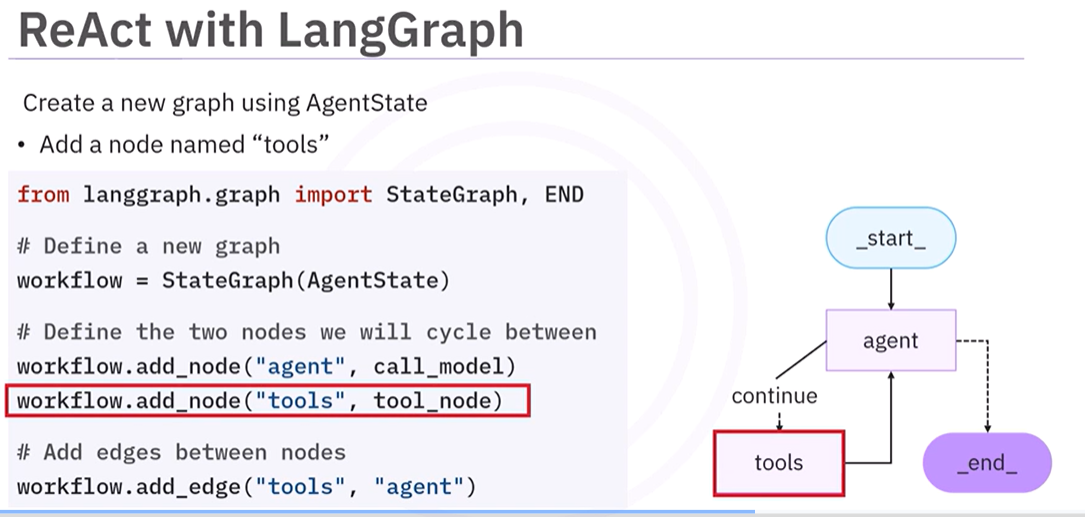 ReAct with LangGraph
Create a new graph using AgentState
• Add a node named “tools”
from langgraph.graph import StateGraph, END
# Define a new graph
workflow = StateGraph(AgentState)
# Define the two nodes we will cycle between
workflow.add_node("agent", call_model)
workflow.add_node("tools", tool_node)
# Add edges between nodes
workflow.add_edge("tools", "agent")
_start_
agent
continue
tools
_end_